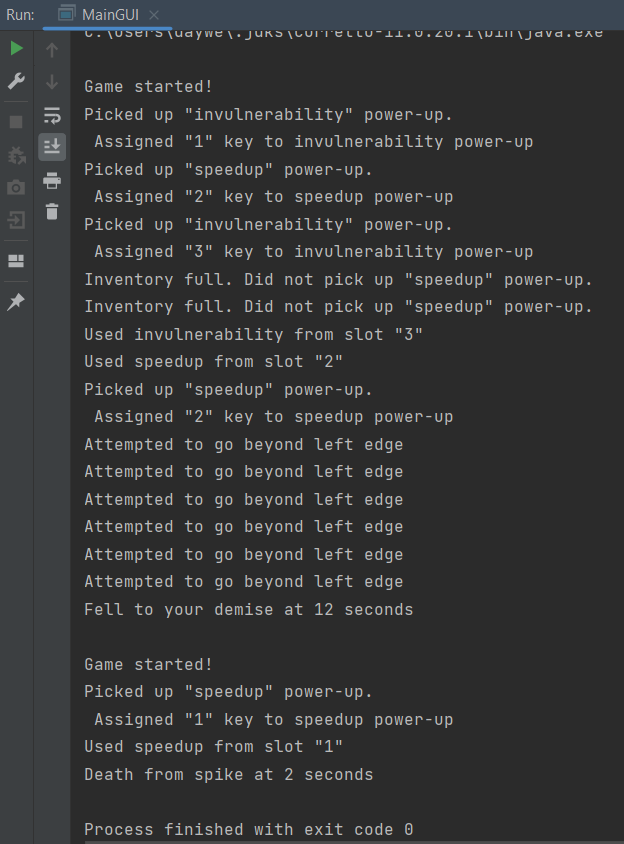 Run: MainGUI
C:\Users\daywe\.jdks\corretto-11.0.20.1\bin\java.exe
Game started!
Picked up "invulnerability" power-up.
Assigned "1" key to invulnerability power-up
Picked up "speedup" power-up.
Assigned "2" key to speedup power-up
Picked up "invulnerability" power-up.
Assigned "3" key to invulnerability power-up
Inventory full. Did not pick up "speedup" power-up.
Inventory full. Did not pick up "speedup" power-up.
Used invulnerability from slot "3"
Used speedup from slot "2"
Picked up "speedup" power-up.
Assigned "2" key to speedup power-up
Attempted to go beyond left edge
Attempted to go beyond left edge
Attempted to go beyond left edge
Attempted to go beyond left edge
Attempted to go beyond left edge
Attempted to go beyond left edge
Fell to your demise at 12 seconds
Game started!
Picked up "speedup" power-up.
Assigned "1" key to speedup power-up
Used speedup from slot "1"
Death from spike at 2 seconds
Process finished with exit code 0